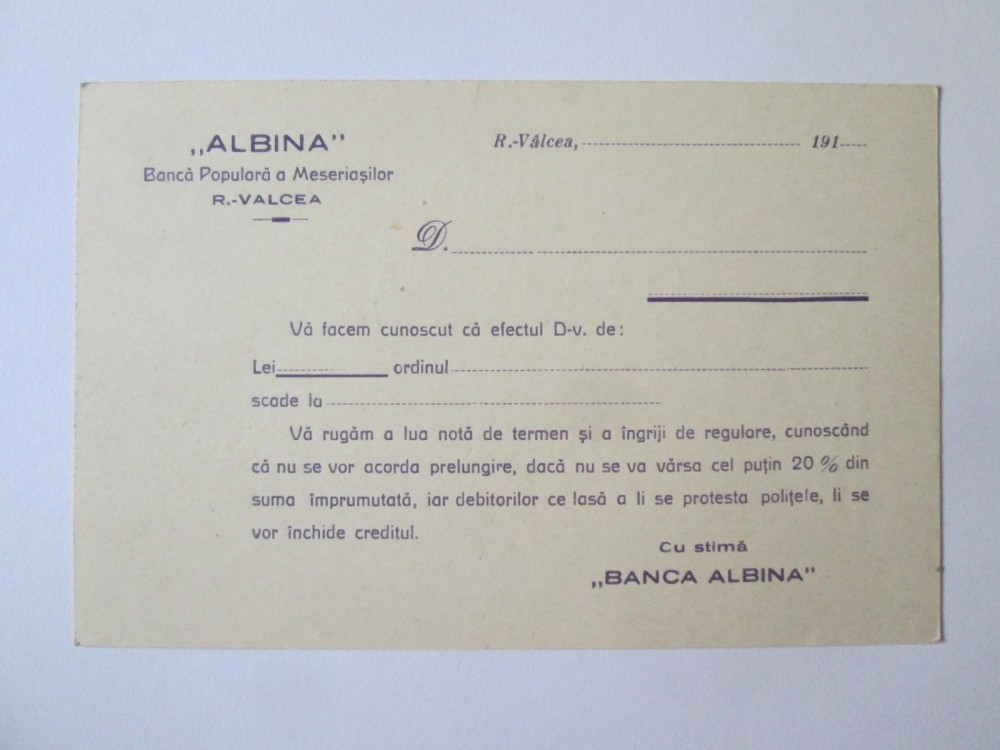 „ALBINA”
Bancă Populară a Meseriașilor
R.-VALCEA
R.-Vâlcea, 191
D.
Vă facem cunoscut că efectul D-v. de:
Lei ordinul
scade la
Vă rugăm a lua notă de termen și a îngriji de regulare, cunoscând
că nu se vor acorda prelungire, dacă nu se va vărsa cel puțin 20 % din
suma împrumutată, iar debitorilor ce lasă a li se protesta polițele, li se
vor închide creditul.
Cu stimă
„BANCA ALBINA”